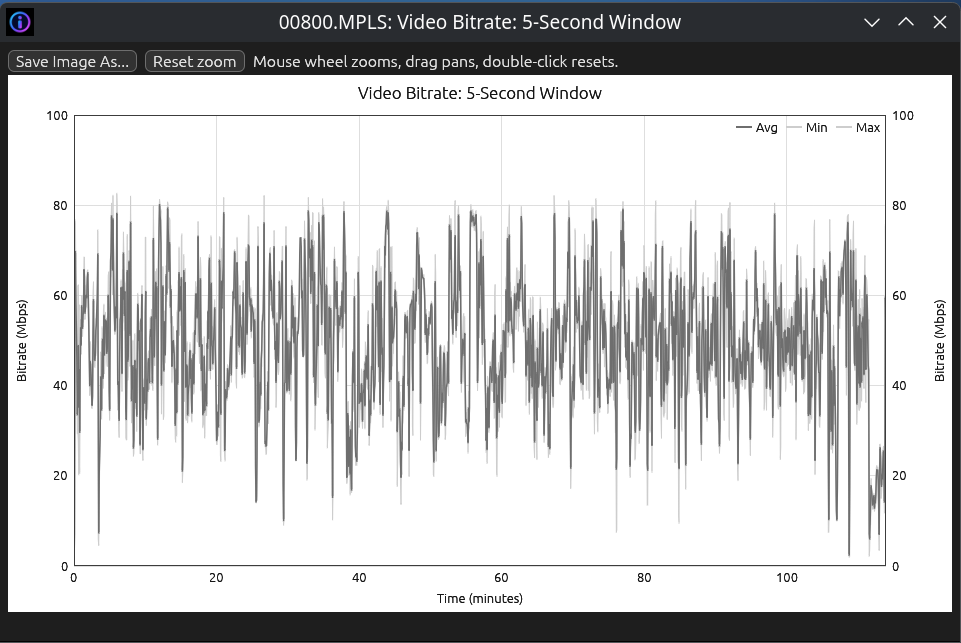 00800.MPLS: Video Bitrate: 5-Second Window
Save Image As... Reset zoom Mouse wheel zooms, drag pans, double-click resets.
Video Bitrate: 5-Second Window
100 100
Avg Min Max
80 80
60 60
Bitrate (Mbps) Bitrate (Mbps)
40 40
20 20
0 0
0 20 40 60 80 100
Time (minutes)